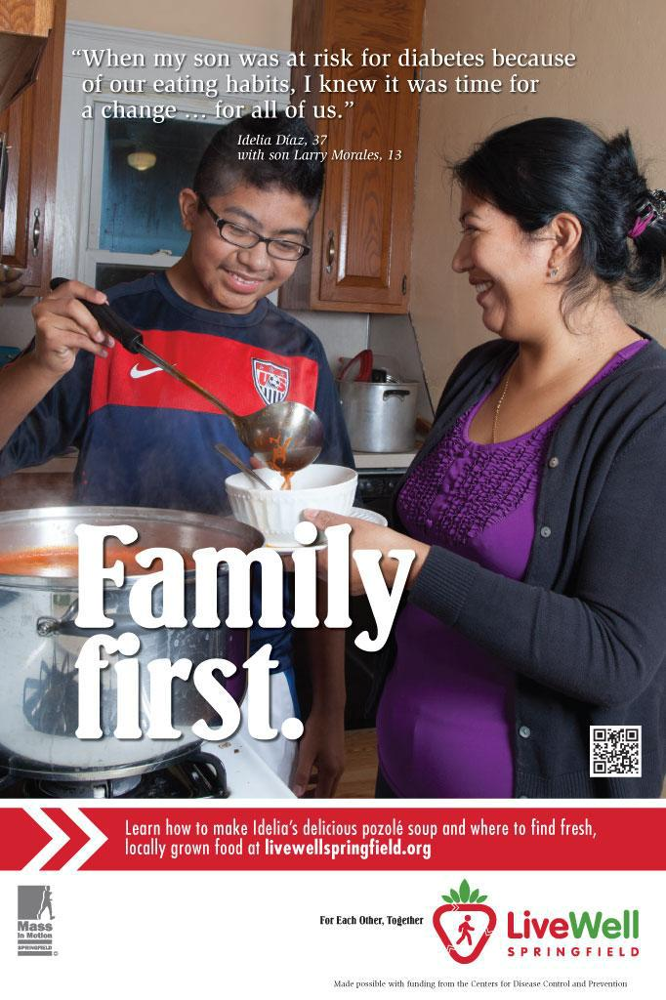 “When my son was at risk for diabetes because
of our eating habits, I knew it was time for
a change ... for all of us.”
Idelia Díaz, 37
with son Larry Morales, 13
US
Family
first.
Learn how to make Idelia’s delicious pozolé soup and where to find fresh,
locally grown food at livewellspringfield.org
Mass
in Motion
SPRINGFIELD
For Each Other, Together
LiveWell
SPRINGFIELD
Made possible with funding from the Centers for Disease Control and Prevention